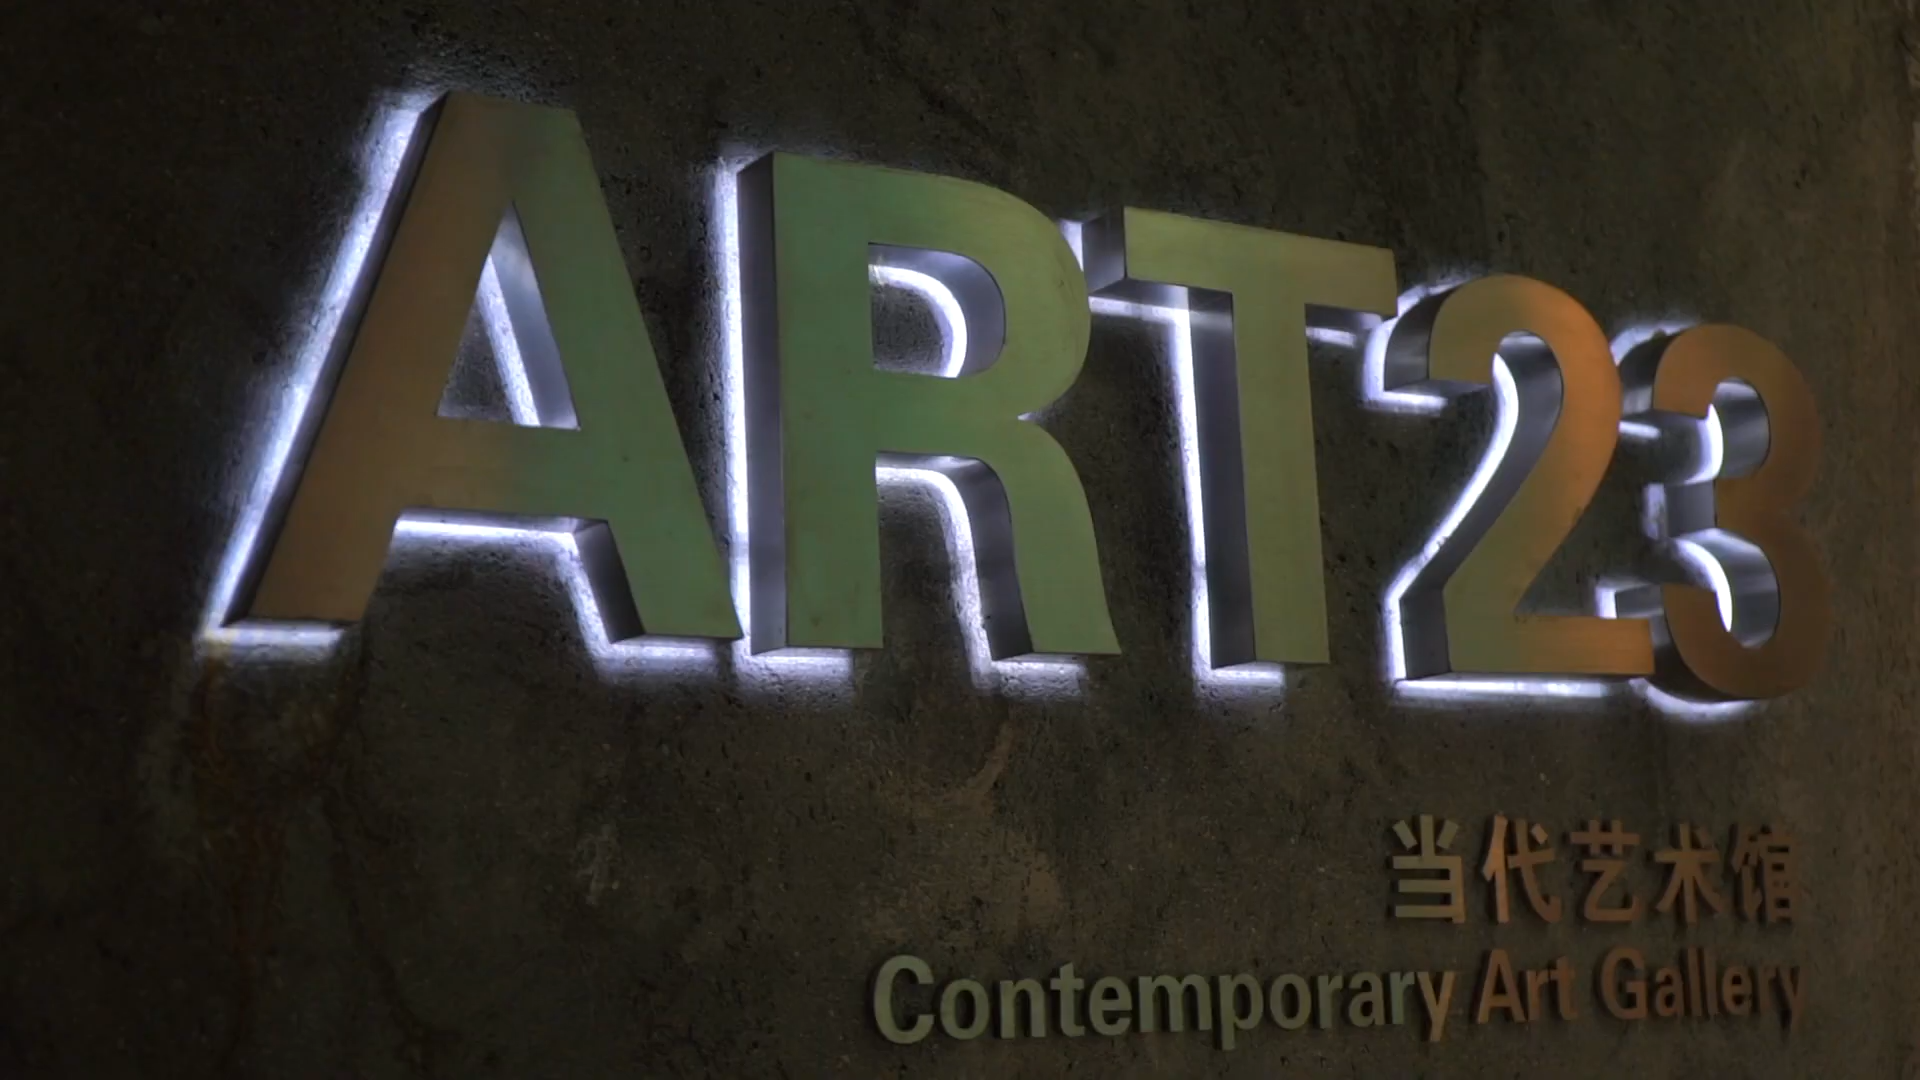 ART23
当代艺术馆
Contemporary Art Gallery